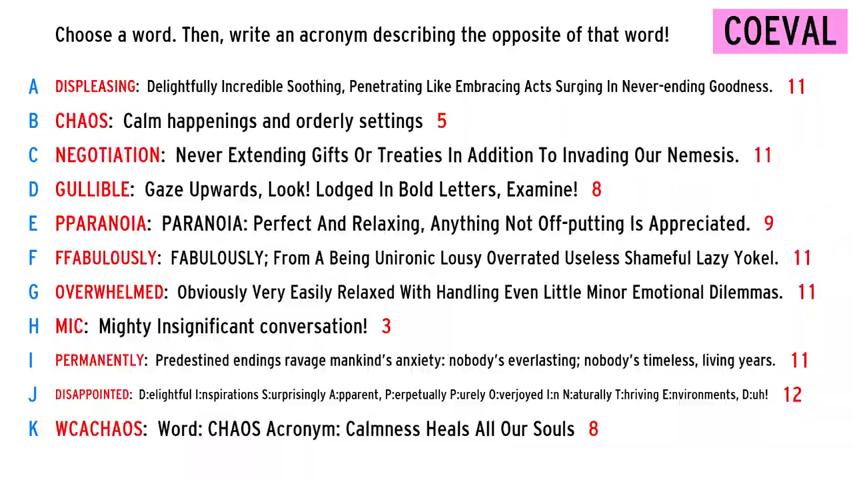 Choose a word. Then, write an acronym describing the opposite of that word!
COEVAL
A DISPLEASING: Delightfully Incredible Soothing, Penetrating Like Embracing Acts Surging In Never-ending Goodness. 11
B CHAOS: Calm happenings and orderly settings 5
C NEGOTIATION: Never Extending Gifts Or Treaties In Addition To Invading Our Nemesis. 11
D GULLIBLE: Gaze Upwards, Look! Lodged In Bold Letters, Examine! 8
E PPARANOIA: PARANOIA: Perfect And Relaxing, Anything Not Off-putting Is Appreciated. 9
F FFABULOUSLY: FABULOUSLY; From A Being Unironic Lousy Overrated Useless Shameful Lazy Yokel. 11
G OVERWHELMED: Obviously Very Easily Relaxed With Handling Even Little Minor Emotional Dilemmas. 11
H MIC: Mighty Insignificant conversation! 3
I PERMANENTLY: Predestined endings ravage mankind's anxiety: nobody's everlasting; nobody's timeless, living years. 11
J DISAPPOINTED: D:elightful I:nspirations S:urprisingly A:pparent, P:erpetually P:urely O:verjoyed I:n N:aturally T:hriving E:nvironments, D:uh! 12
K WCACHAOS: Word: CHAOS Acronym: Calmness Heals All Our Souls 8